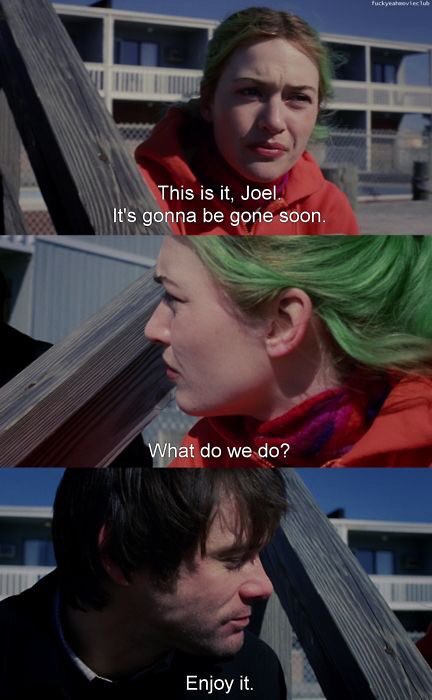 fuckyeahmovieclub
This is it, Joel.
It's gonna be gone soon.
What do we do?
Enjoy it.